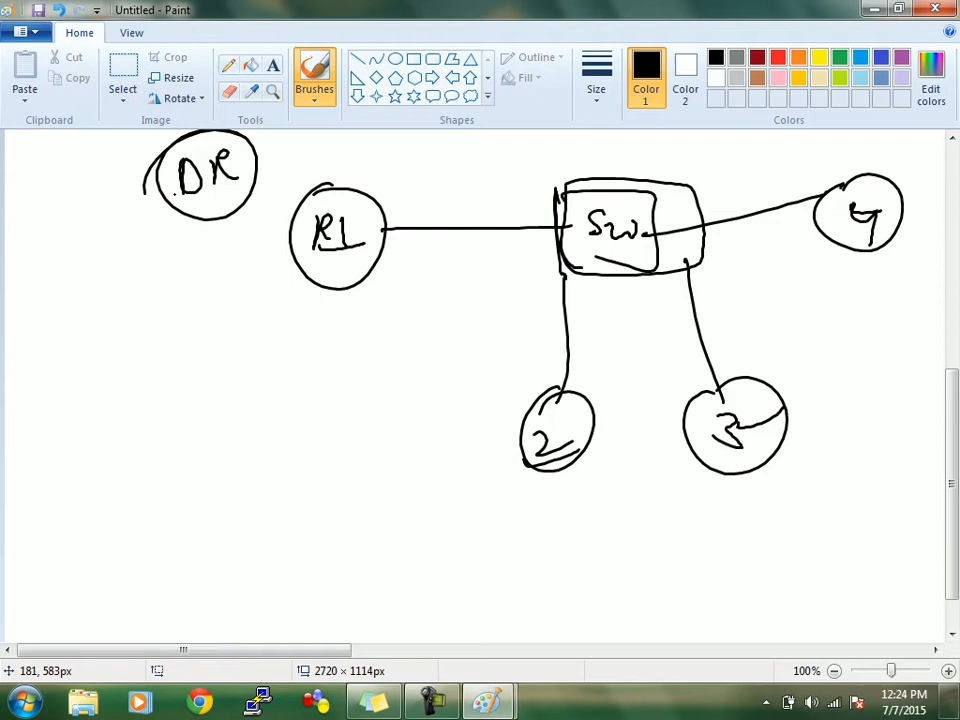 Untitled - Paint
Home
View
Paste
Cut
Copy
Clipboard
Select
Crop
Resize
Rotate
Image
Tools
Brushes
Outline
Fill
Shapes
Size
Color 1
Color 2
Edit colors
Colors
DR
R1
SW
4
2
3
181, 583px
2720 × 1114px
100%
12:24 PM
7/7/2015